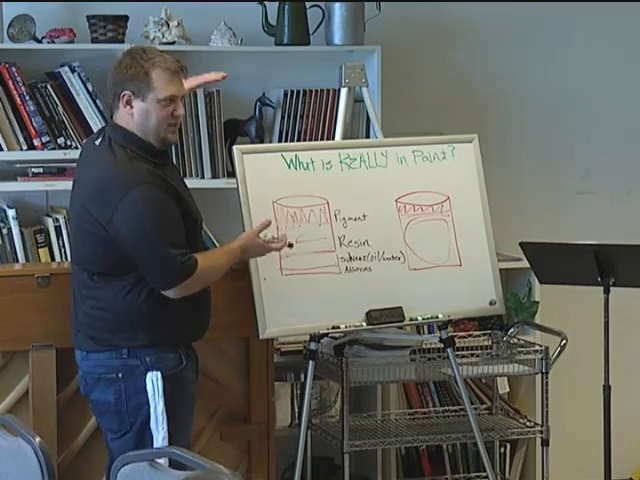 What is REALLY in Paint?
Pigment
Resin
Solvent (oil/water)
Additives